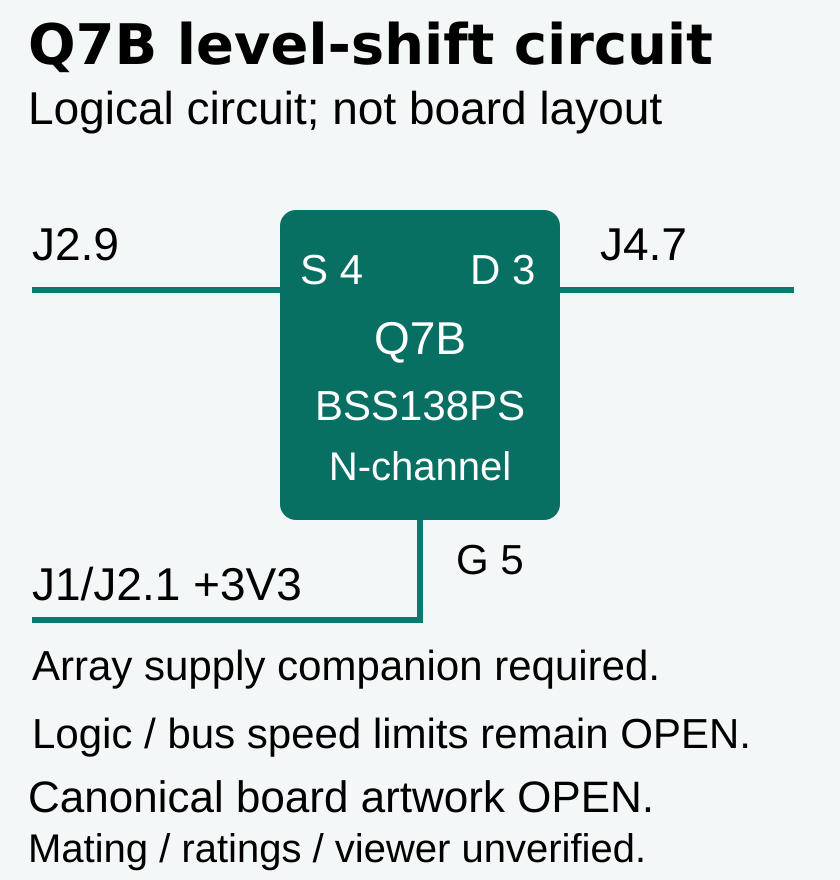 Q7B level-shift circuit
Logical circuit; not board layout
J2.9
J4.7
S 4
D 3
Q7B
BSS138PS
N-channel
G 5
J1/J2.1 +3V3
Array supply companion required.
Logic / bus speed limits remain OPEN.
Canonical board artwork OPEN.
Mating / ratings / viewer unverified.